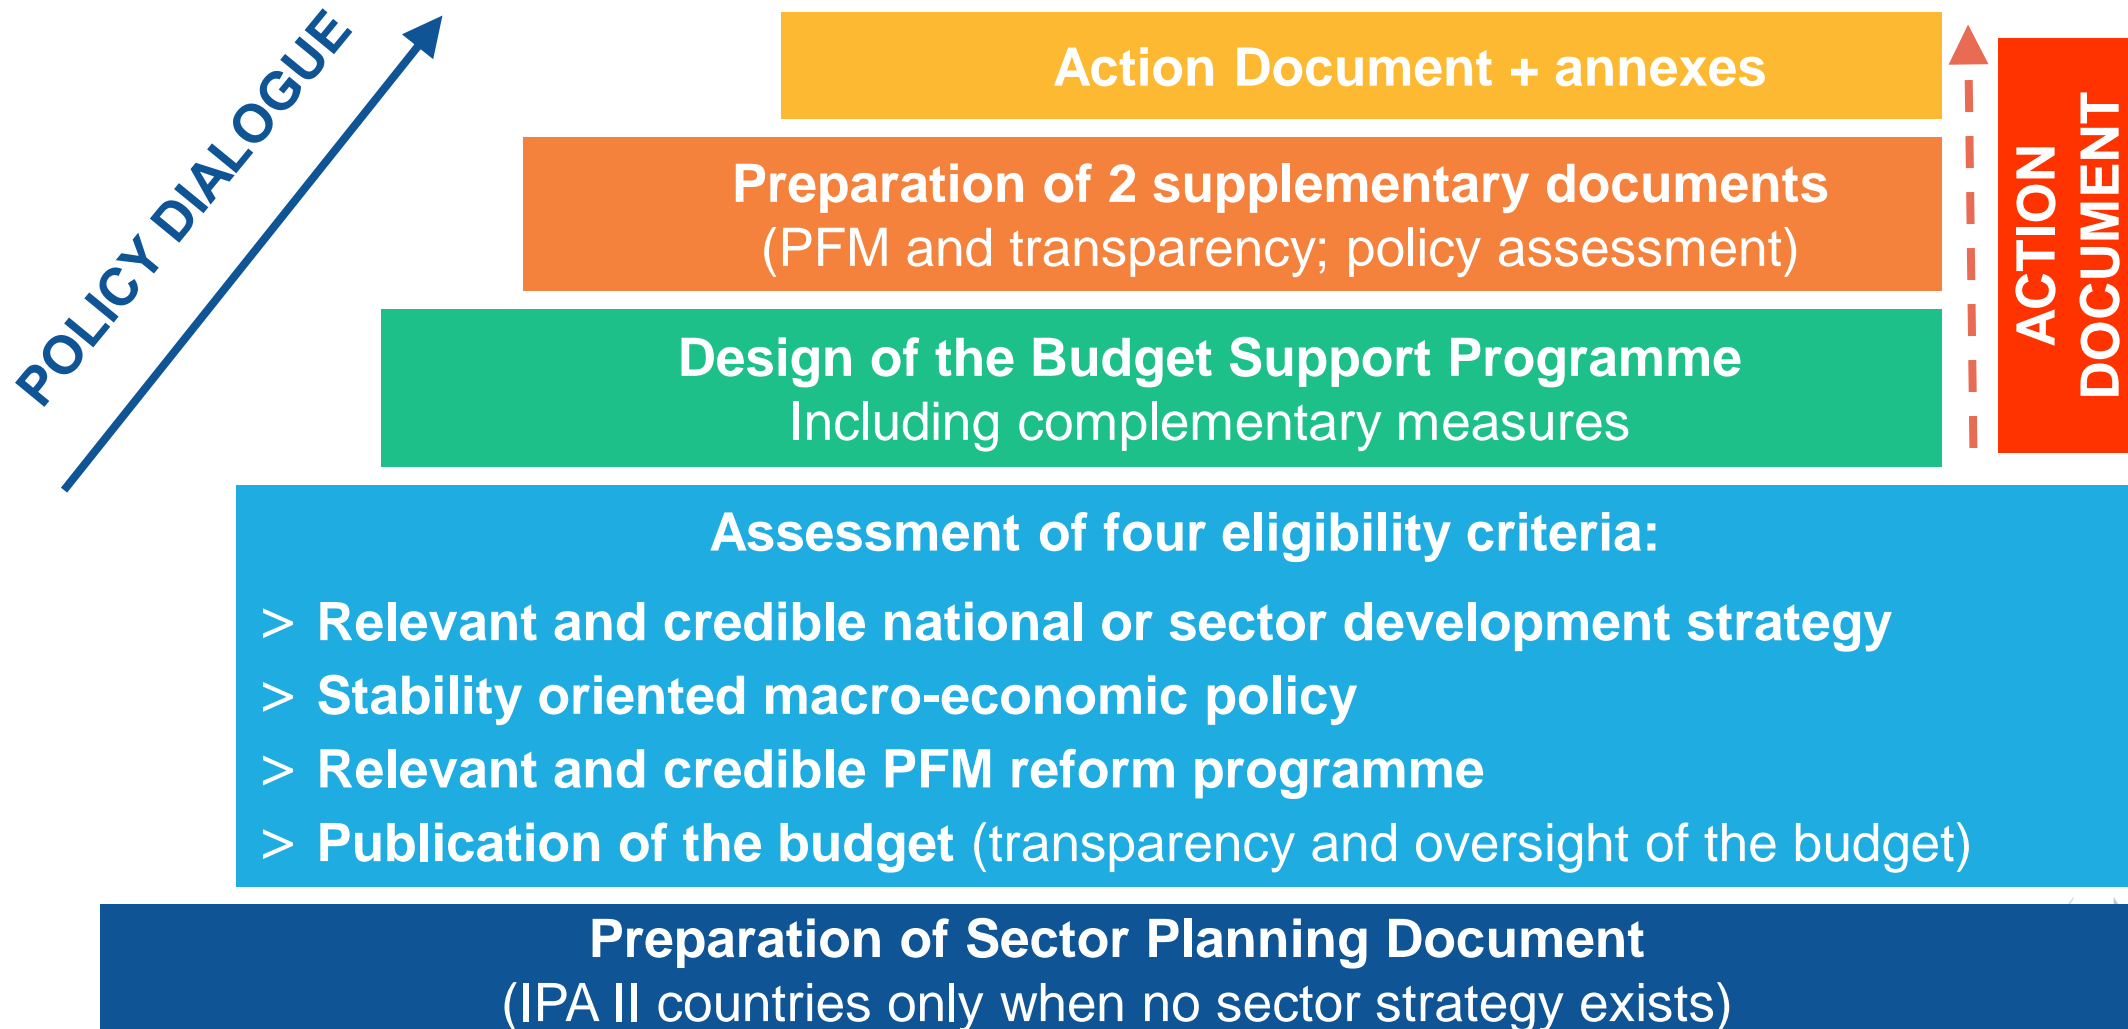 POLICY DIALOGUE
Action Document + annexes
Preparation of 2 supplementary documents
(PFM and transparency; policy assessment)
Design of the Budget Support Programme
Including complementary measures
ACTION
DOCUMENT
Assessment of four eligibility criteria:
> Relevant and credible national or sector development strategy
> Stability oriented macro-economic policy
> Relevant and credible PFM reform programme
> Publication of the budget (transparency and oversight of the budget)
Preparation of Sector Planning Document
(IPA II countries only when no sector strategy exists)